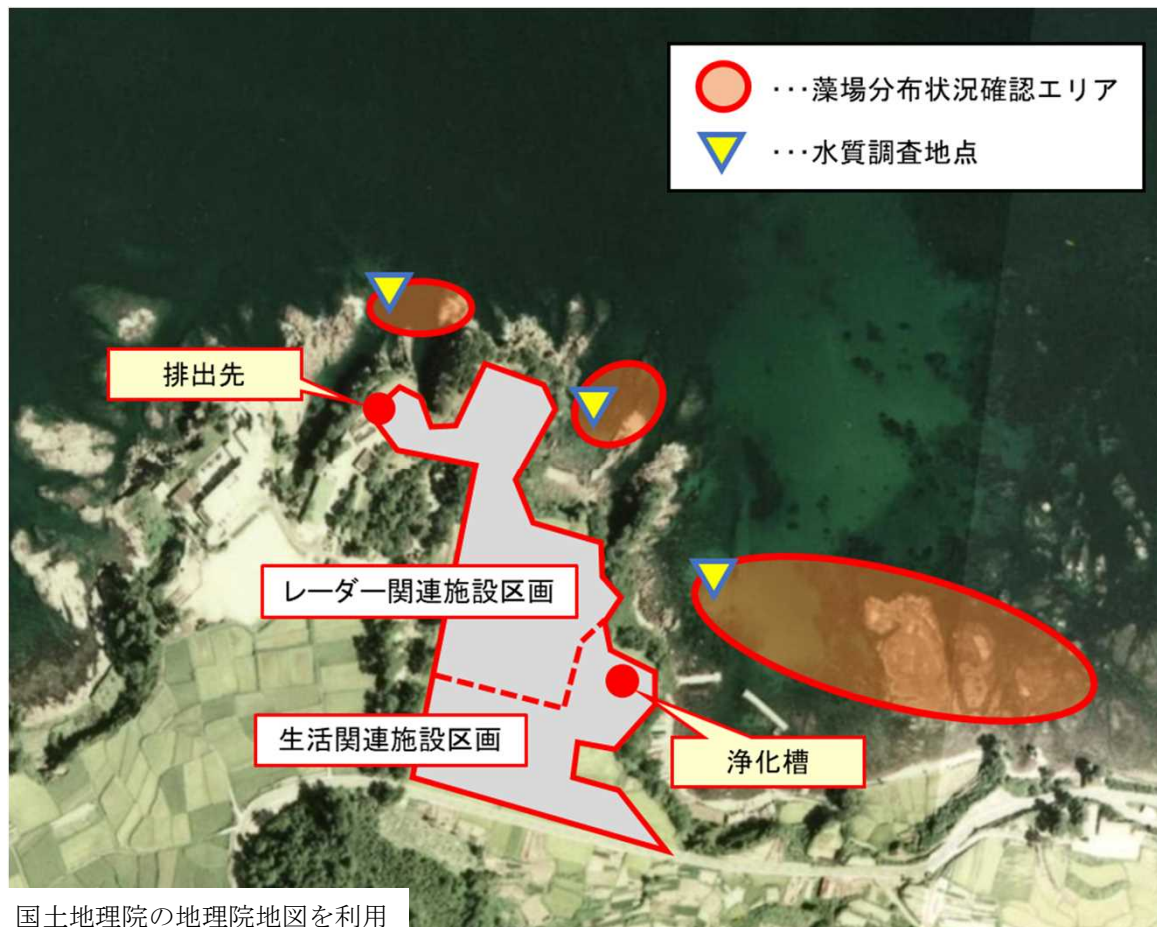 ···藻場分布状況確認エリア
···水質調査地点
排出先
レーダー関連施設区画
生活関連施設区画
浄化槽
国土地理院の地理院地図を利用